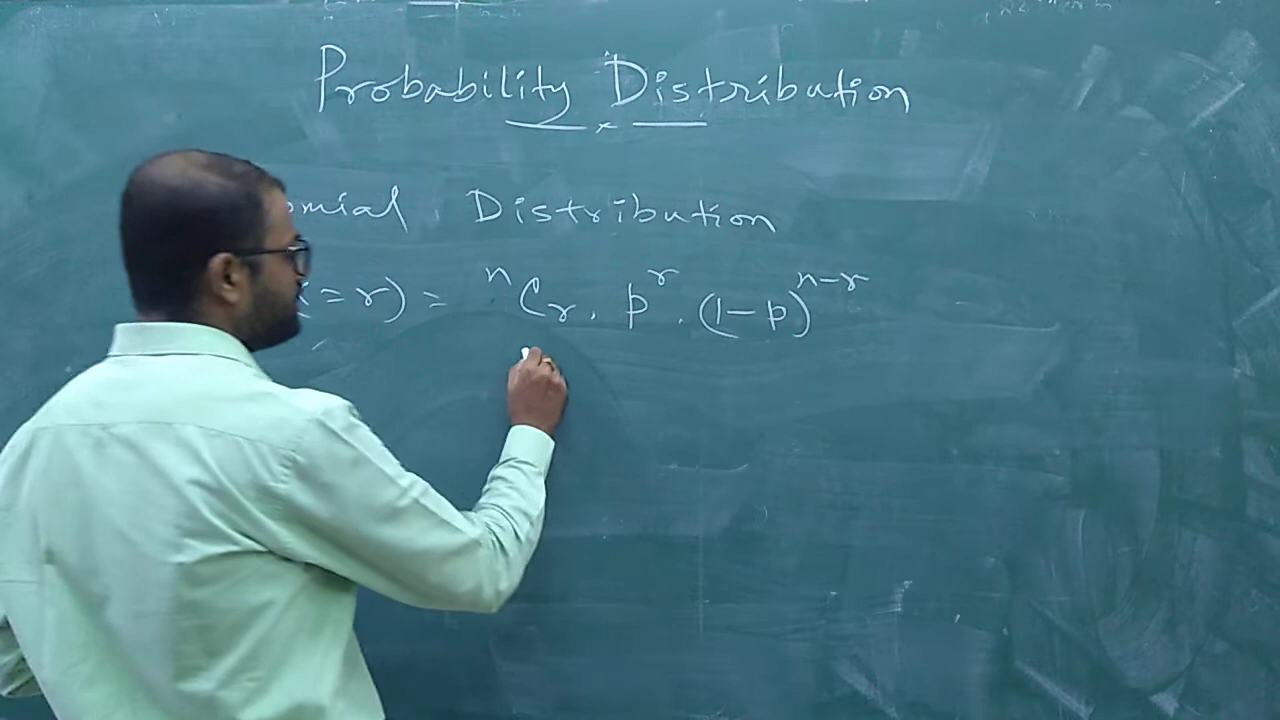 Probability Distribution
omial Distribution
=r) = ⁿCᵣ . pʳ . (1-p)ⁿ⁻ʳ